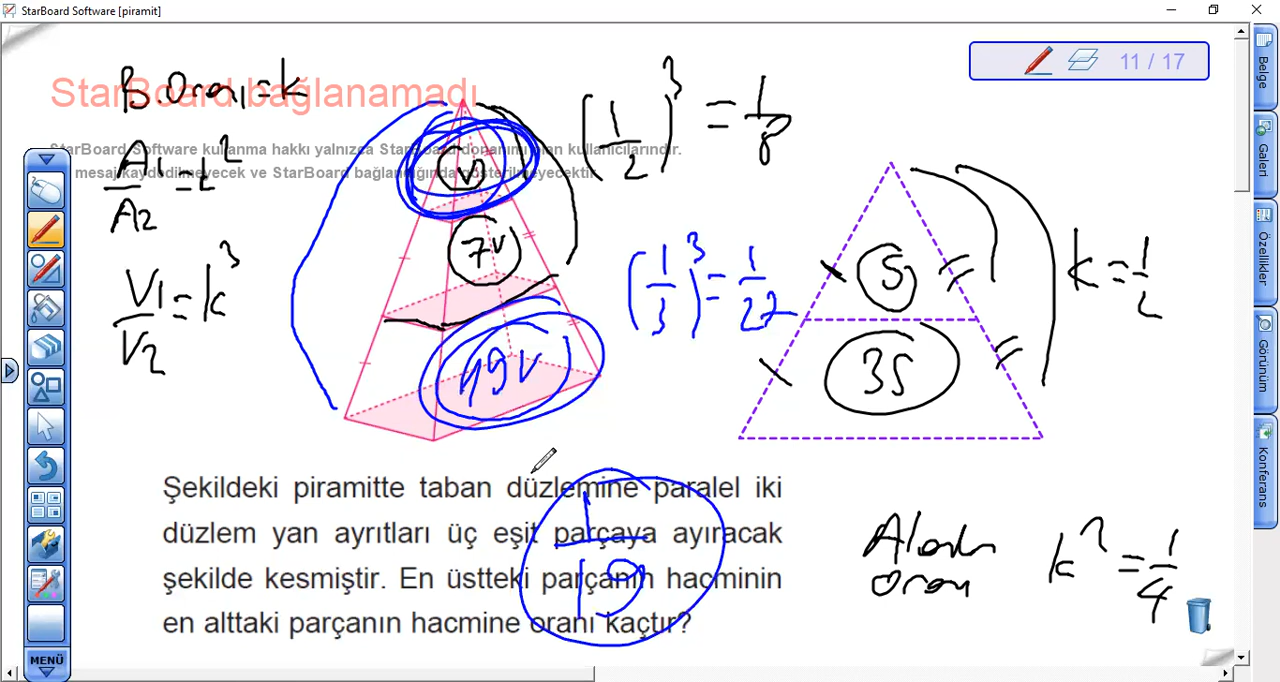 StarBoard Software [piramit]
11 / 17
StarBoard bağlanamadı
B.Oranı=k
StarBoard Software kullanma hakkı yalnızca StarBoard donanımı olan kullanıcılarındır.
mesaj kaydedilmeyecek ve StarBoard bağlandığında gösterilmeyecektir.
A1/A2=k²
V1/V2=k³
V
7V
19V
(1/2)³=1/8
(1/3)³=1/27
S
3S
k=1/2
Şekildeki piramitte taban düzlemine paralel iki
düzlem yan ayrıtları üç eşit parçaya ayıracak
şekilde kesmiştir. En üstteki parçanın hacminin
en alttaki parçanın hacmine oranı kaçtır?
1/19
Alanlar
oranı
k²=1/4
Belge
Galeri
Özellikler
Görünüm
Konferans
MENÜ